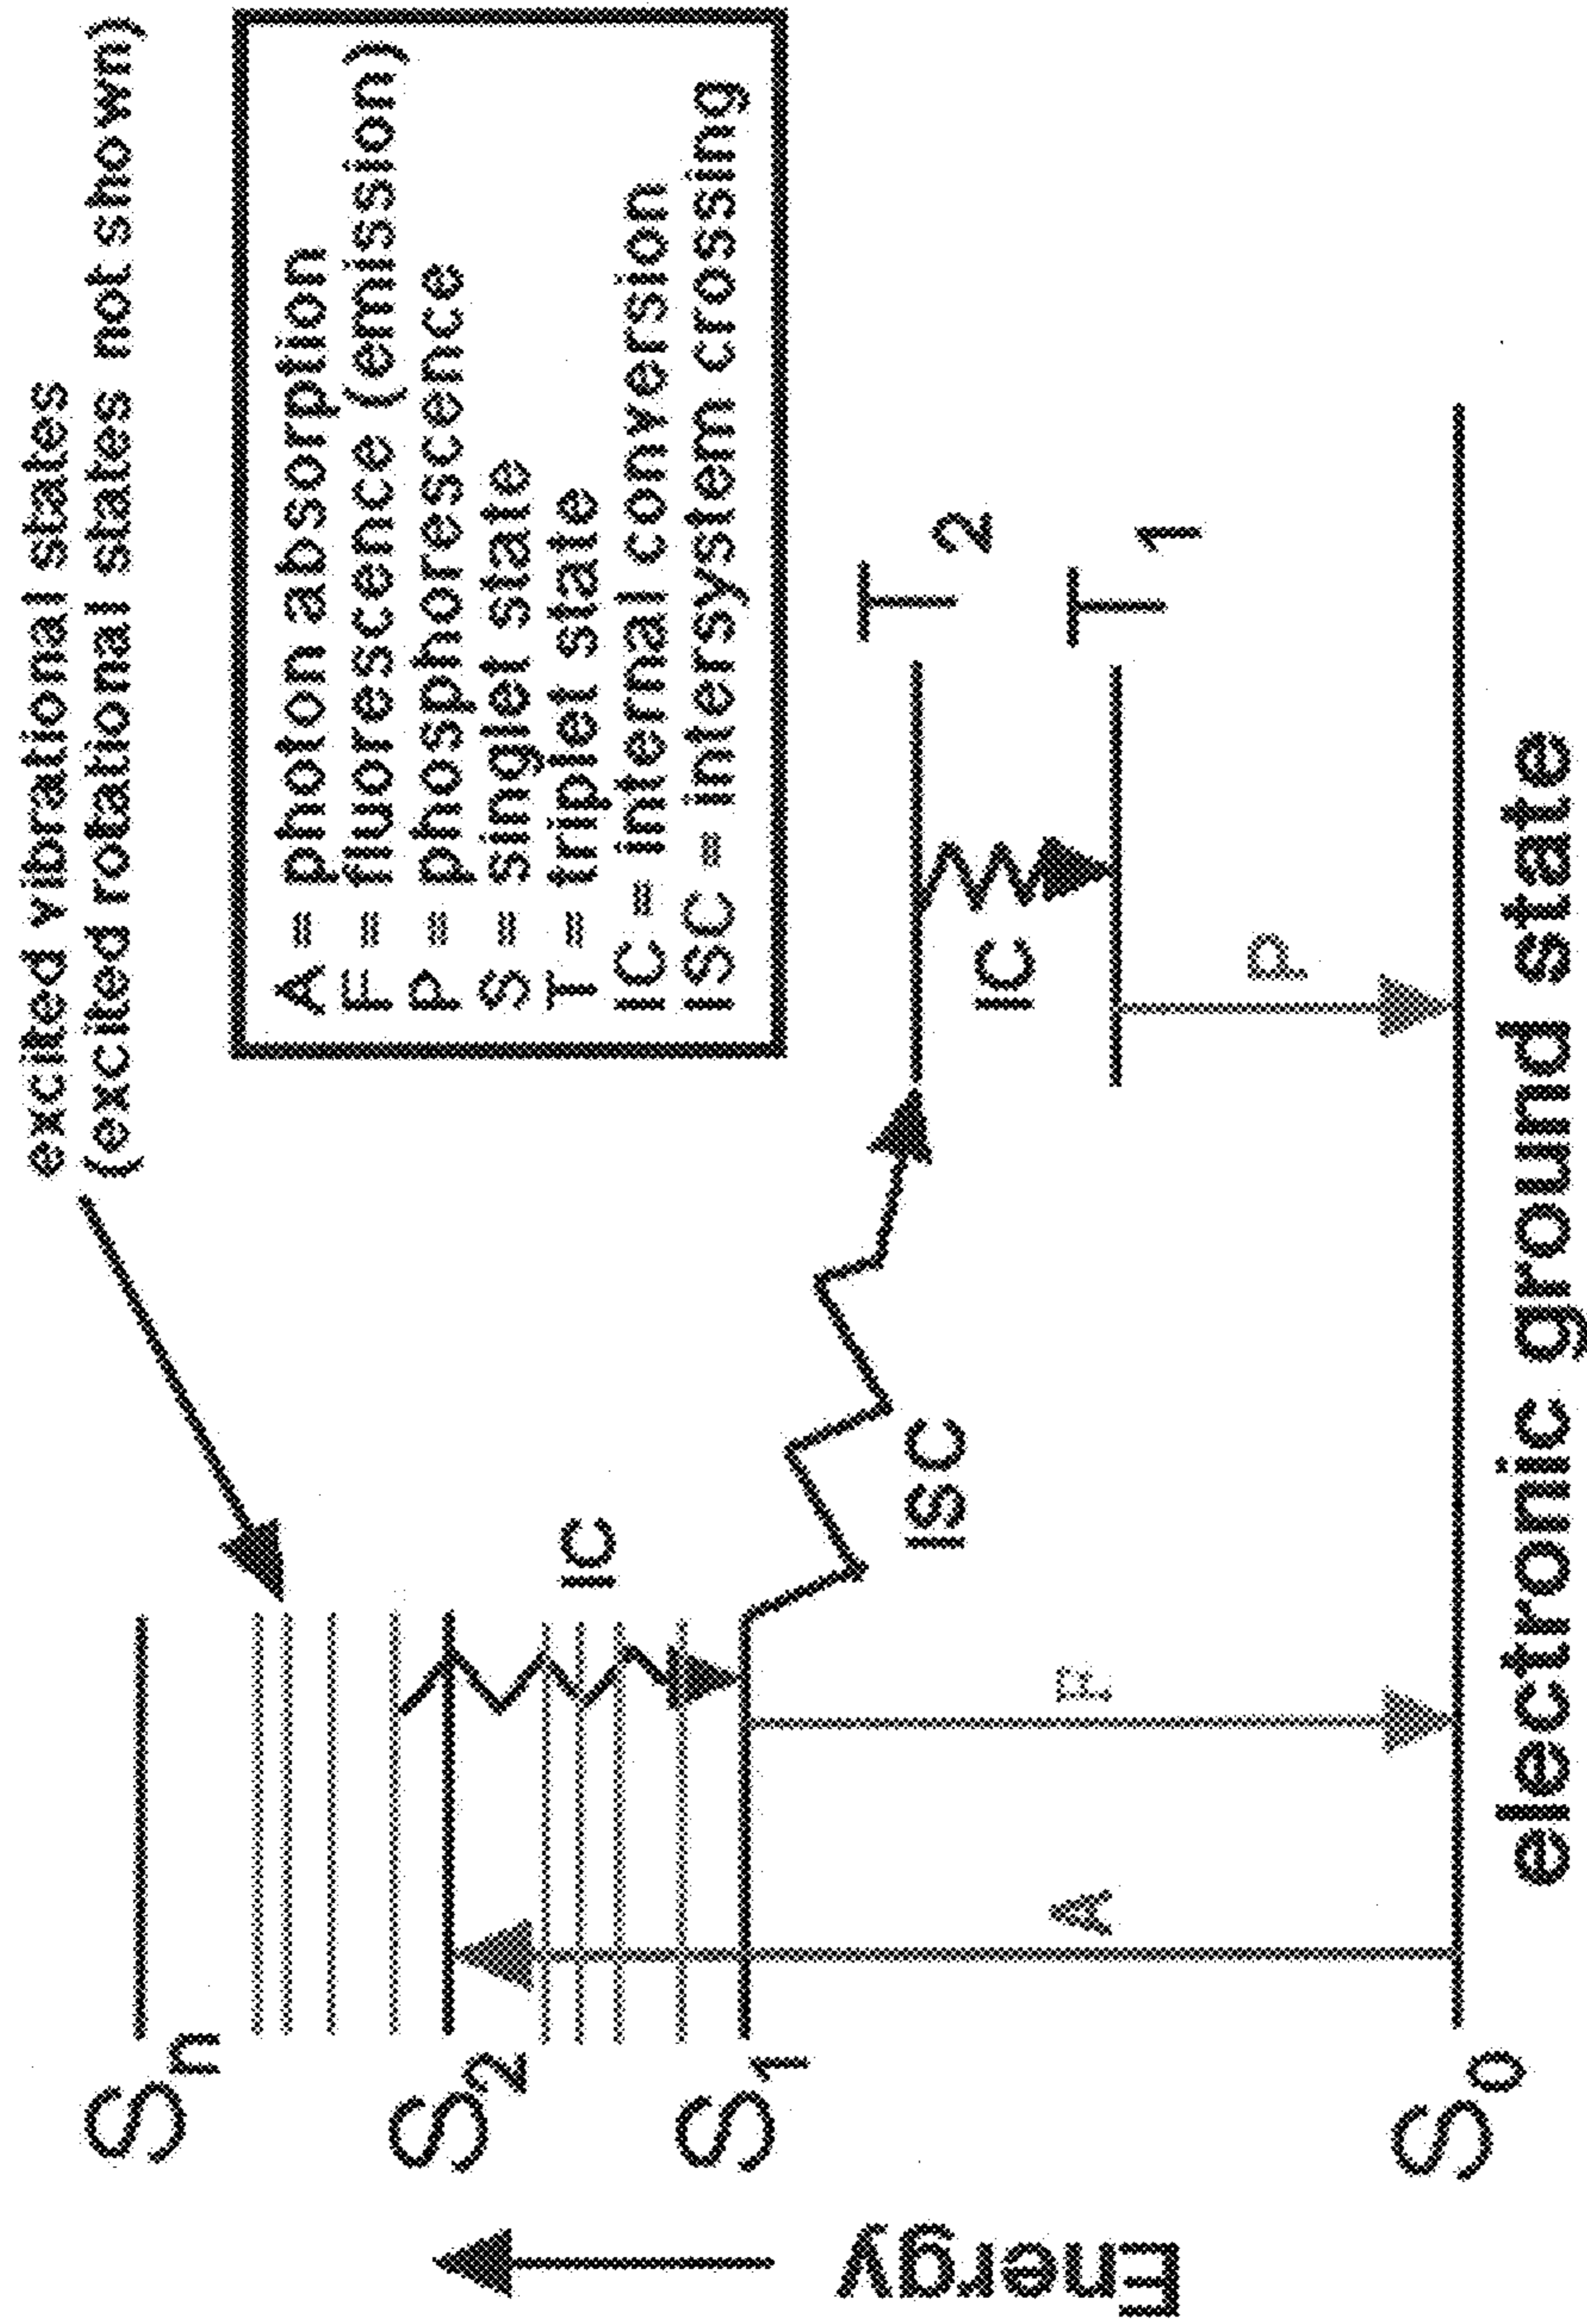 excited vibrational states
(excited rotational states not shown)
A = photon absorption
F = fluorescence (emission)
P = phosphorescence
S = singlet state
T = triplet state
IC = internal conversion
ISC = intersystem crossing
Energy
Sn
S2
S1
S0
A
F
IC
ISC
IC
P
T2
T1
electronic ground state